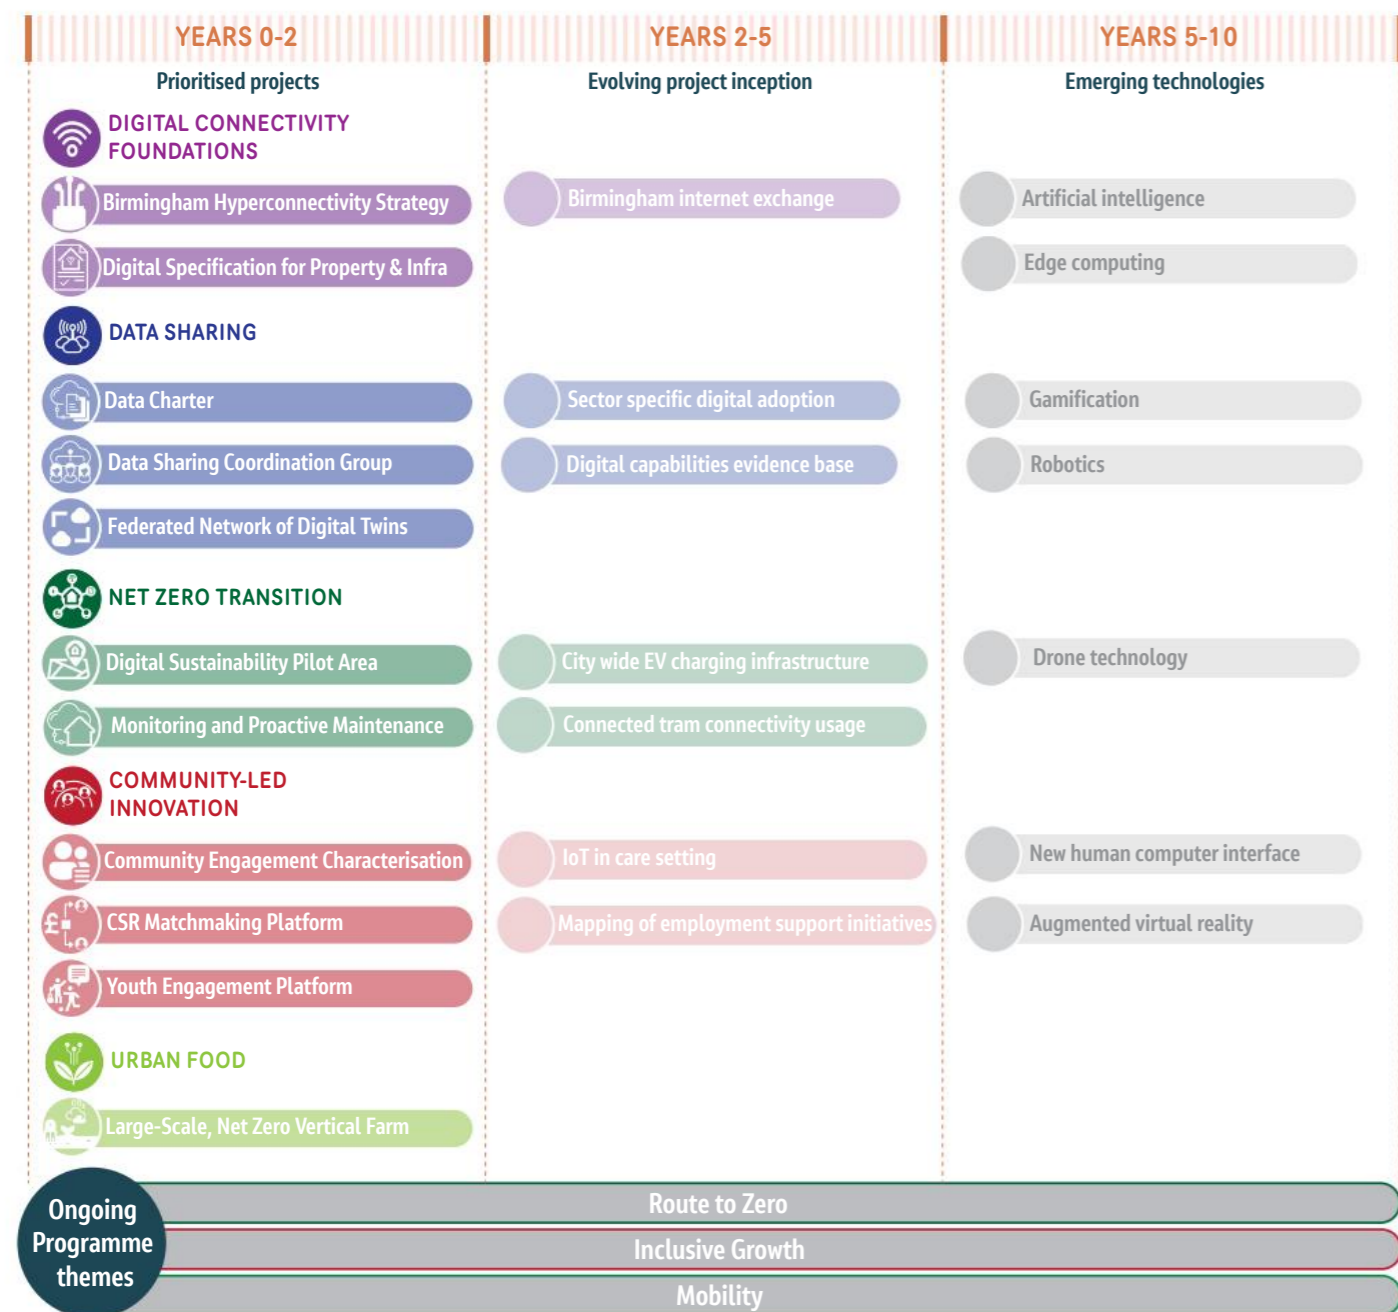 YEARS 0-2
YEARS 2-5
YEARS 5-10
Prioritised projects
Evolving project inception
Emerging technologies
DIGITAL CONNECTIVITY
FOUNDATIONS
Birmingham Hyperconnectivity Strategy
Birmingham internet exchange
Artificial intelligence
Digital Specification for Property & Infra
Edge computing
DATA SHARING
Data Charter
Sector specific digital adoption
Gamification
Data Sharing Coordination Group
Digital capabilities evidence base
Robotics
Federated Network of Digital Twins
NET ZERO TRANSITION
Digital Sustainability Pilot Area
City wide EV charging infrastructure
Drone technology
Monitoring and Proactive Maintenance
Connected tram connectivity usage
COMMUNITY-LED
INNOVATION
Community Engagement Characterisation
IoT in care setting
New human computer interface
£
CSR Matchmaking Platform
Mapping of employment support initiatives
Augmented virtual reality
Youth Engagement Platform
URBAN FOOD
Large-Scale, Net Zero Vertical Farm
Ongoing
Programme
themes
Route to Zero
Inclusive Growth
Mobility